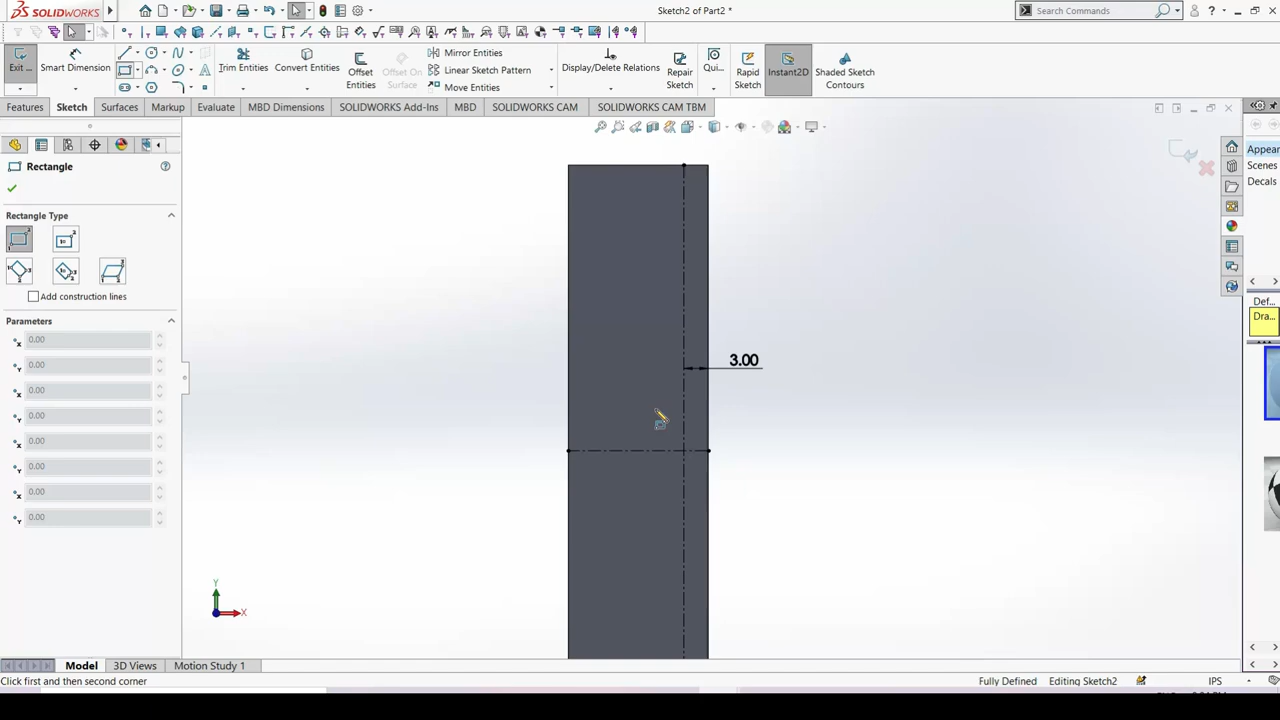 SOLIDWORKS
Sketch2 of Part2 *
Search Commands
Exit ...
Smart Dimension
Trim Entities
Convert Entities
Offset Entities
Offset On Surface
Mirror Entities
Linear Sketch Pattern
Move Entities
Display/Delete Relations
Repair Sketch
Qui...
Rapid Sketch
Instant2D
Shaded Sketch Contours
Features
Sketch
Surfaces
Markup
Evaluate
MBD Dimensions
SOLIDWORKS Add-Ins
MBD
SOLIDWORKS CAM
SOLIDWORKS CAM TBM
Rectangle
Rectangle Type
Add construction lines
Parameters
0.00
0.00
0.00
0.00
0.00
0.00
0.00
0.00
3.00
Y
X
Appear
Scenes
Decals
Def...
Dra...
Model
3D Views
Motion Study 1
Click first and then second corner
Fully Defined
Editing Sketch2
IPS